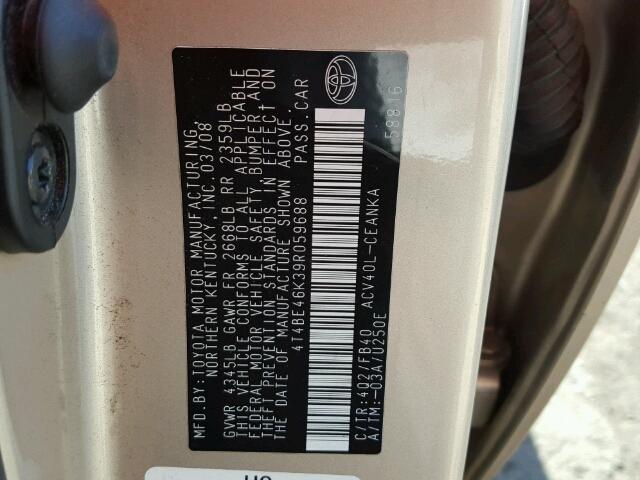 MFD. BY: TOYOTA MOTOR MANUFACTURING,
NORTHERN KENTUCKY, INC. 03/08
GVWR 4345LB GAWR FR 2668LB RR 2359LB
THIS VEHICLE CONFORMS TO ALL APPLICABLE
FEDERAL MOTOR VEHICLE SAFETY, BUMPER AND
THEFT PREVENTION STANDARDS IN EFFECT ON
THE DATE OF MANUFACTURE SHOWN ABOVE.
4T4BE46K39R059688 PASS.CAR
C/TR:4Q2/FB40 ACV40L-CEANKA
A/TM:-03A/U250E
58816